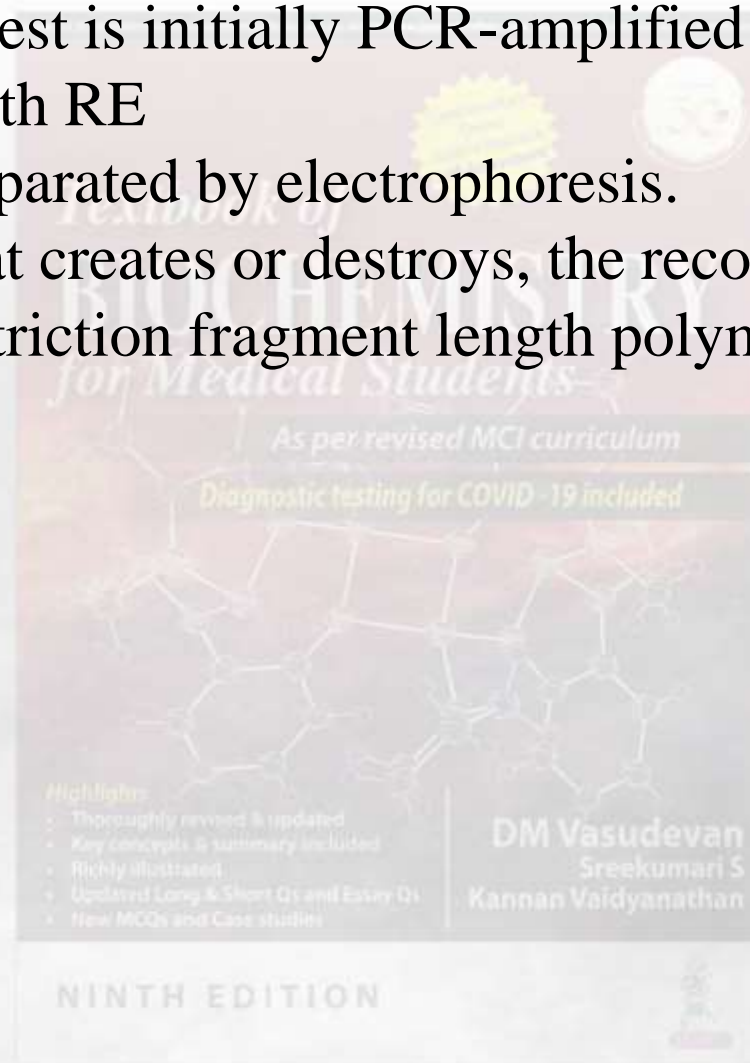 est is initially PCR-amplified
th RE
parated by electrophoresis.
Textbook of
at creates or destroys, the reco
BIOCHEMISTRY
triction fragment length polyn
for Medical Students
As per revised MCI curriculum
Diagnostic testing for COVID -19 included
Highlights
• Thoroughly revised & updated
• Key concepts & summary included
• Richly illustrated
• Updated Long & Short Qs and Essay Qs
• New MCQs and Case studies
DM Vasudevan
Sreekumari S
Kannan Vaidyanathan
NINTH EDITION